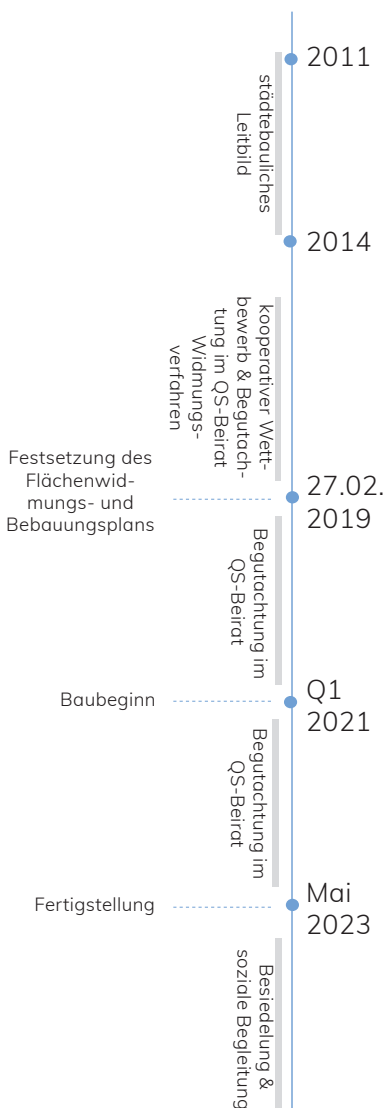 2011
städtebauliches
Leitbild
2014
kooperativer Wett-
bewerb & Begutach-
tung im QS-Beirat
Widmungs-
verfahren
Festsetzung des
Flächenwid-
mungs- und
Bebauungsplans
27.02.
2019
Begutachtung im
QS-Beirat
Baubeginn
Q1
2021
Begutachtung im
QS-Beirat
Fertigstellung
Mai
2023
Besiedelung &
soziale Begleitung